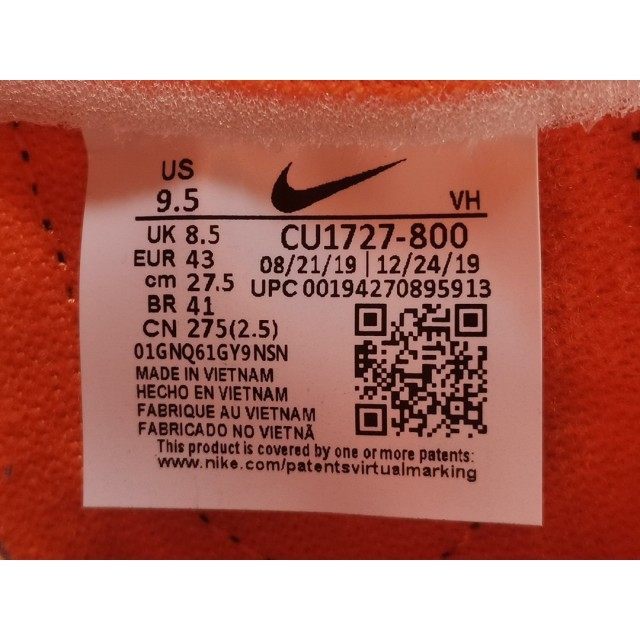 US
9.5 VH
UK 8.5 CU1727-800
EUR 43 08/21/19 | 12/24/19
cm 27.5 UPC 00194270895913
BR 41
CN 275(2.5)
01GNQ61GY9NSN
MADE IN VIETNAM
HECHO EN VIETNAM
FABRIQUE AU VIETNAM
FABRICADO NO VIETNÃ
This product is covered by one or more patents:
www.nike.com/patentsvirtualmarking